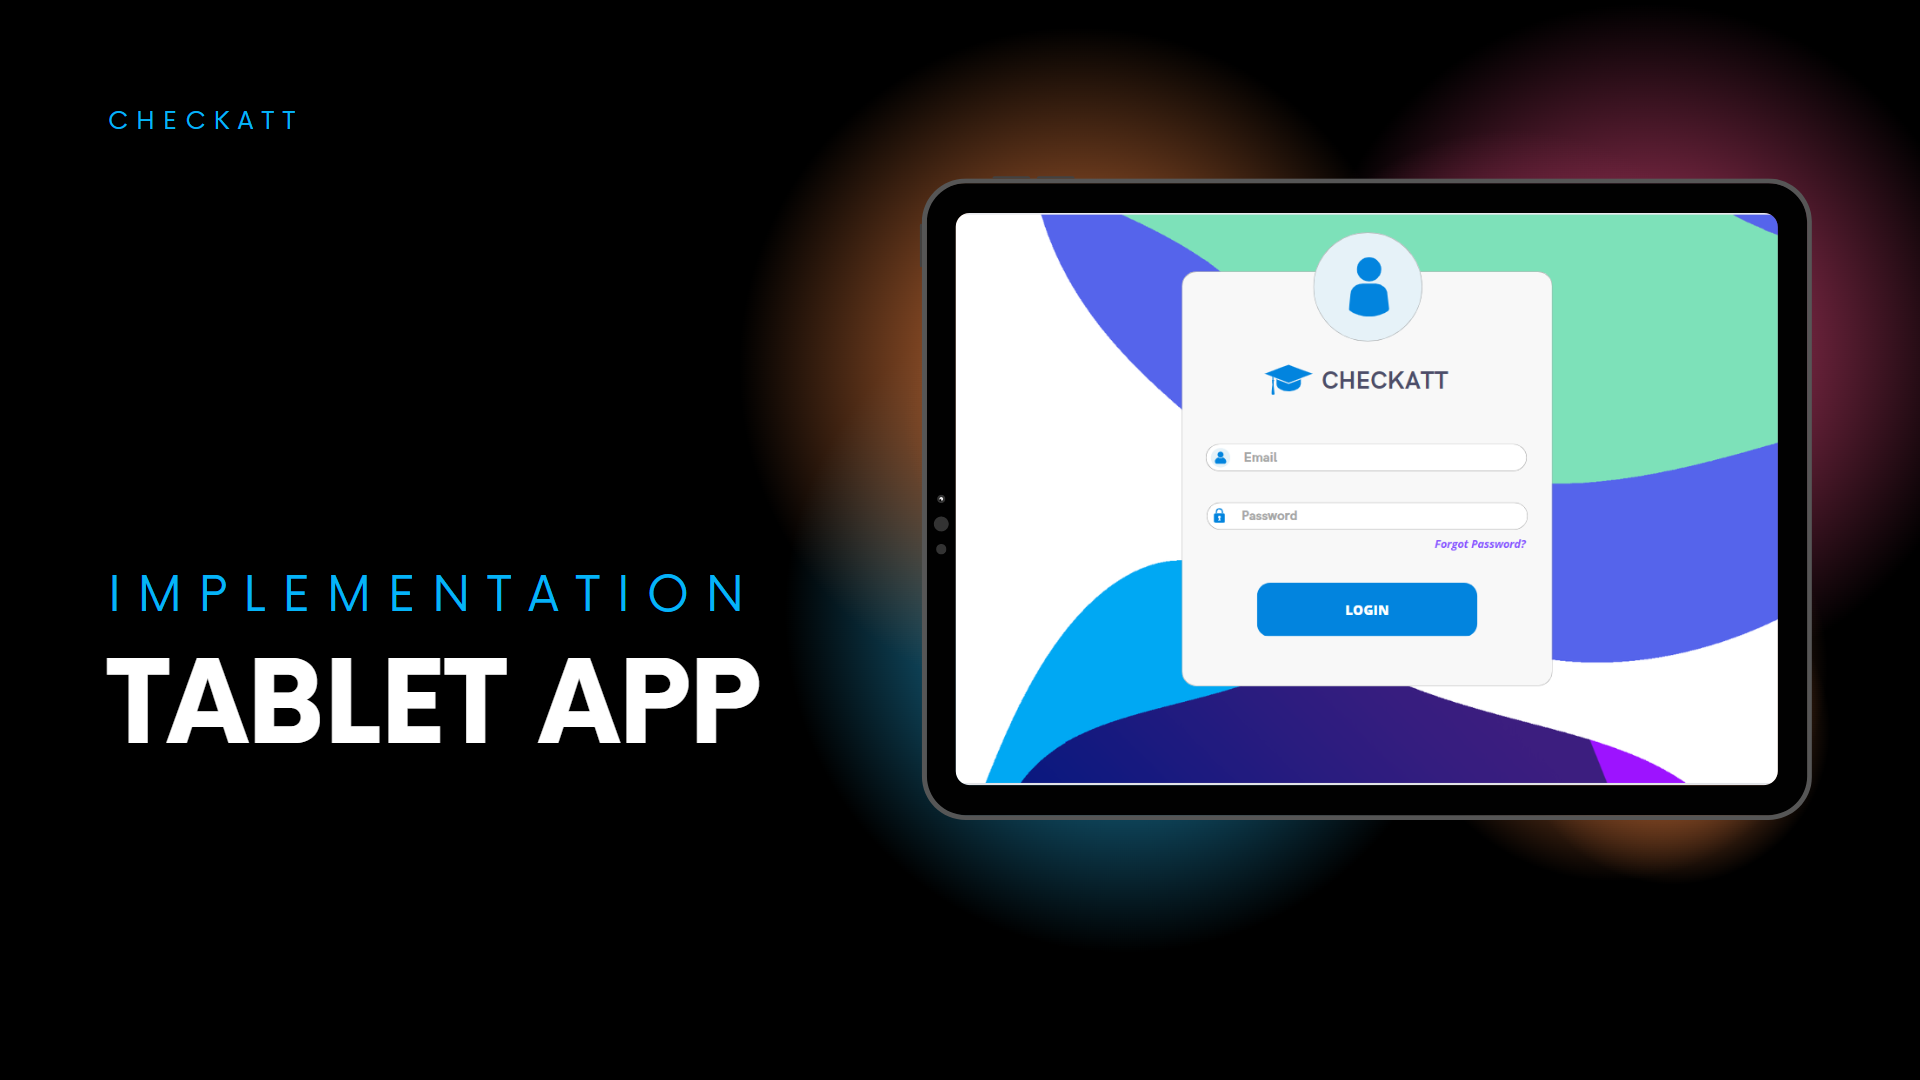 CHECKATT
IMPLEMENTATION
TABLET APP
CHECKATT
Email
Password
Forgot Password?
LOGIN